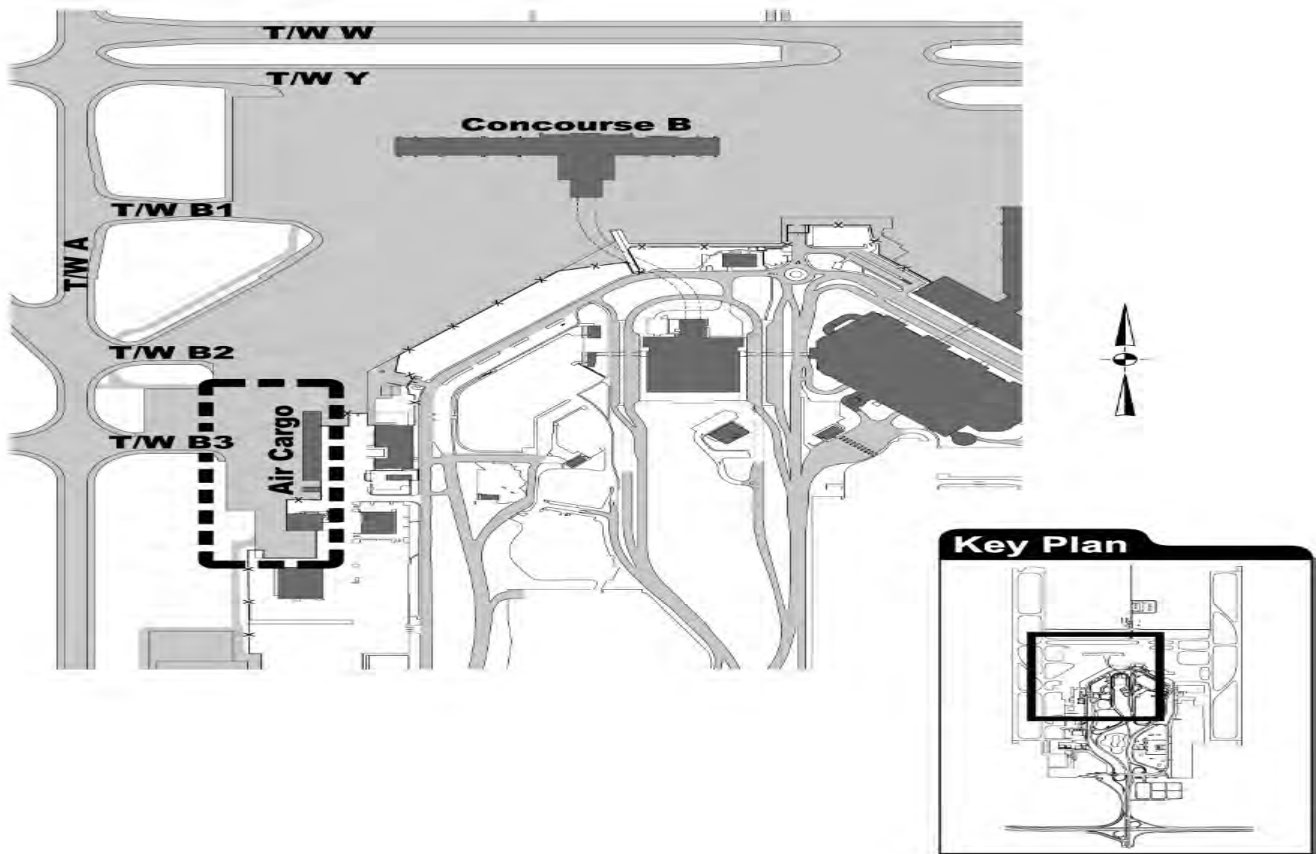 T/W W
T/W Y
Concourse B
T/W B1
T/W A
T/W B2
T/W B3
Air Cargo
Key Plan